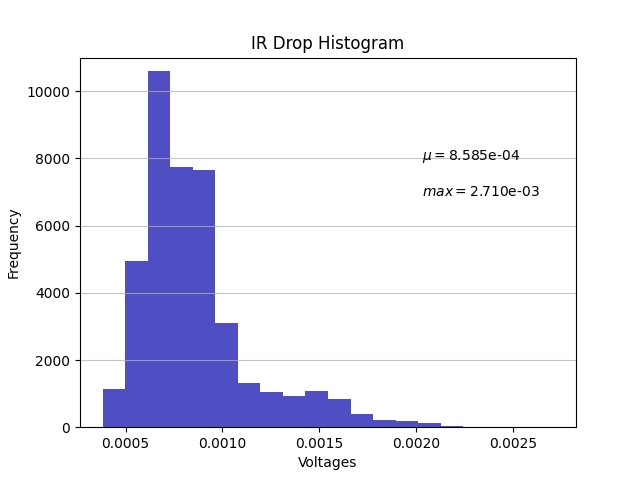 IR Drop Histogram
10000
8000
6000
4000
2000
0
Frequency
μ = 8.585e-04
max = 2.710e-03
0.0005 0.0010 0.0015 0.0020 0.0025
Voltages